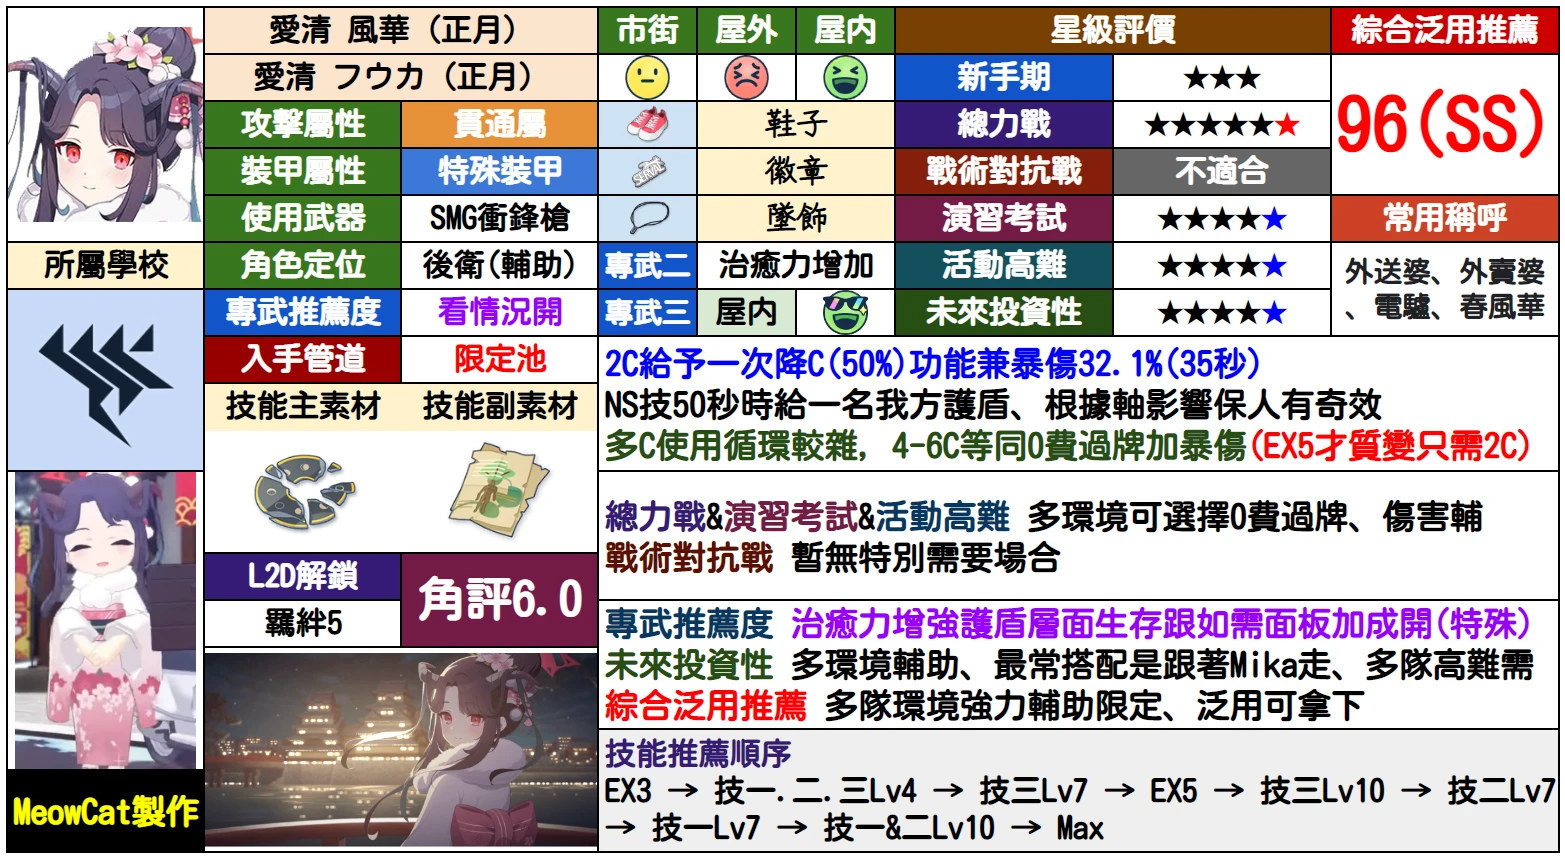 愛清 風華（正月）
愛清 フウカ（正月）
市街 屋外 屋內
星級評價
綜合泛用推薦
新手期 ★★★
96(SS)
攻擊屬性 貫通屬
鞋子
總力戰 ★★★★★★
裝甲屬性 特殊裝甲
SERVAL
徽章
戰術對抗戰 不適合
使用武器 SMG衝鋒槍
墜飾
演習考試 ★★★★★
常用稱呼
所屬學校
角色定位 後衛(輔助)
專武二 治癒力增加
活動高難 ★★★★★
外送婆、外賣婆
、電驢、春風華
專武推薦度 看情況開
專武三 屋内
未來投資性 ★★★★★
入手管道 限定池
2C給予一次降C(50%)功能兼暴傷32.1%(35秒)
NS技50秒時給一名我方護盾、根據軸影響保人有奇效
多C使用循環較雜, 4-6C等同0費過牌加暴傷(EX5才質變只需2C)
技能主素材 技能副素材
總力戰&演習考試&活動高難 多環境可選擇0費過牌、傷害輔
戰術對抗戰 暫無特別需要場合
L2D解鎖
羈絆5
角評6.0
專武推薦度 治癒力增強護盾層面生存跟如需面板加成開(特殊)
未來投資性 多環境輔助、最常搭配是跟著Mika走、多隊高難需
綜合泛用推薦 多隊環境強力輔助限定、泛用可拿下
技能推薦順序
EX3 → 技一.二.三Lv4 → 技三Lv7 → EX5 → 技三Lv10 → 技二Lv7
→ 技一Lv7 → 技一&二Lv10 → Max
MeowCat製作